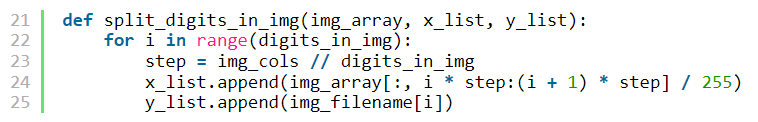 21 def split_digits_in_img(img_array, x_list, y_list):
22     for i in range(digits_in_img):
23         step = img_cols // digits_in_img
24         x_list.append(img_array[:, i * step:(i + 1) * step] / 255)
25         y_list.append(img_filename[i])